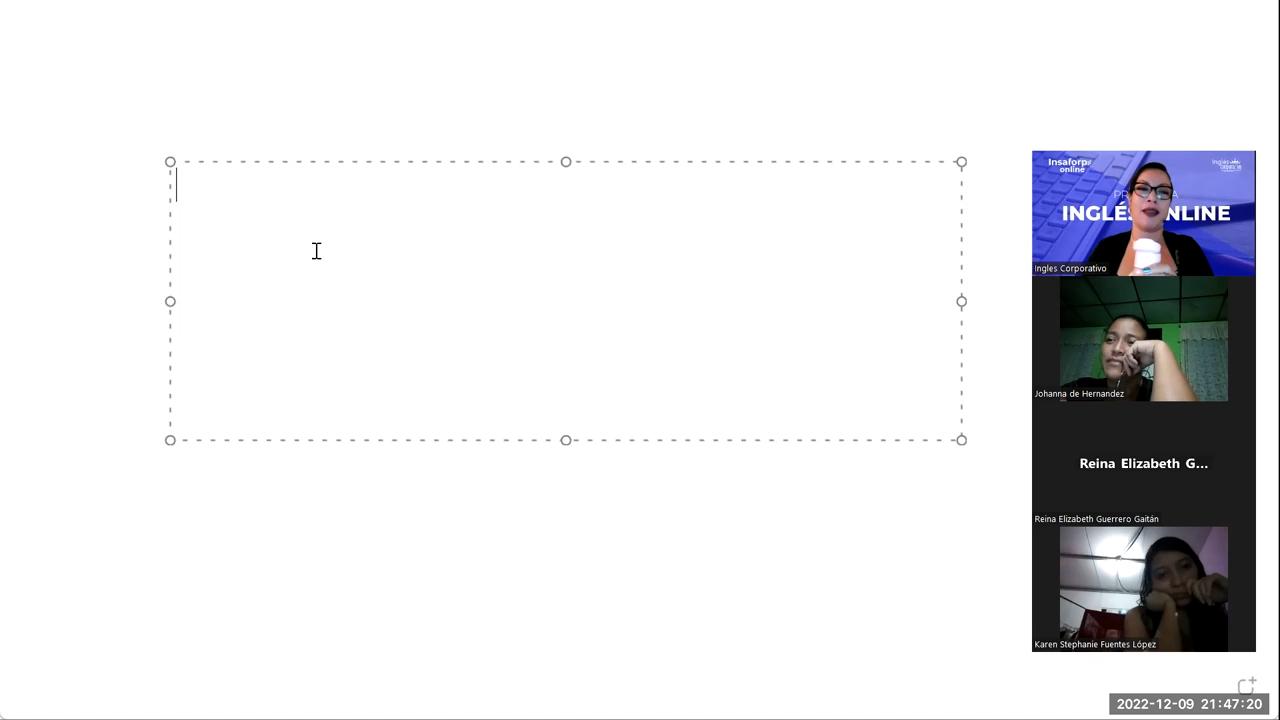 Insaforp
online
INGLÉS ONLINE
Ingles Corporativo
Johanna de Hernandez
Reina Elizabeth G...
Reina Elizabeth Guerrero Gaitán
Karen Stephanie Fuentes López
2022-12-09 21:47:20